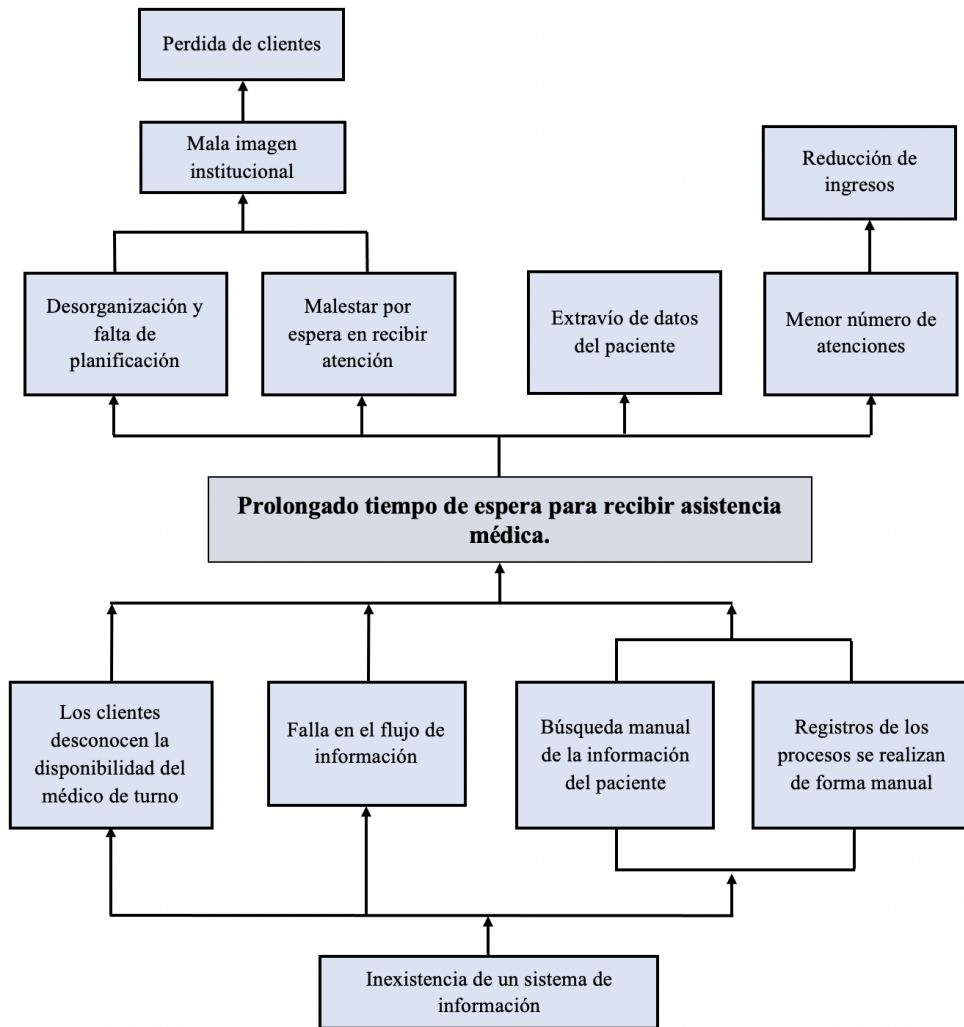 Perdida de clientes
Mala imagen
institucional
Reducción de
ingresos
Desorganización y
falta de
planificación
Malestar por
espera en recibir
atención
Extravío de datos
del paciente
Menor número de
atenciones
Prolongado tiempo de espera para recibir asistencia
médica.
Los clientes
desconocen la
disponibilidad del
médico de turno
Falla en el flujo de
información
Búsqueda manual
de la información
del paciente
Registros de los
procesos se realizan
de forma manual
Inexistencia de un sistema de
información